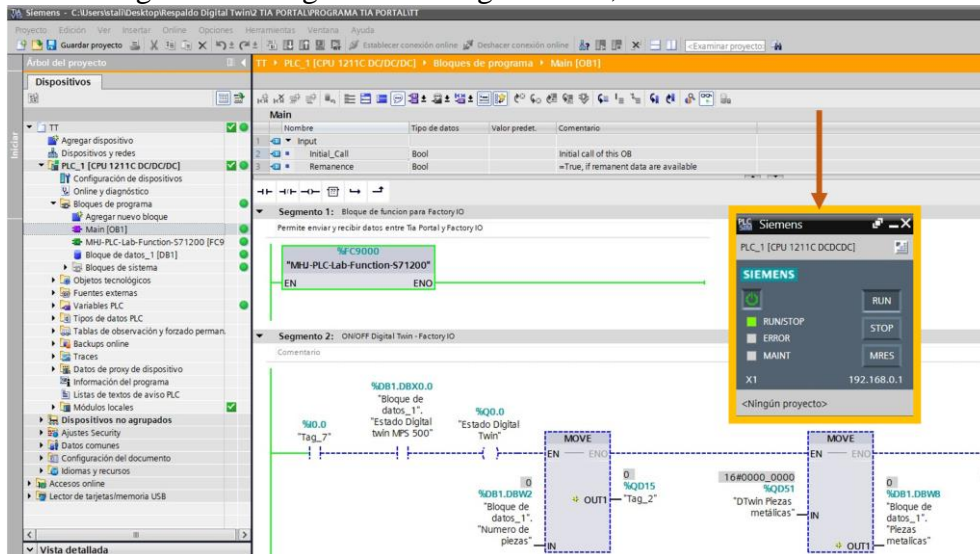 Siemens - C:\Users\stali\Desktop\Respaldo Digital Twin\2 TIA PORTAL\PROGRAMA TIA PORTAL\TT
Proyecto Edición Ver Insertar Online Opciones Herramientas Ventana Ayuda
Guardar proyecto Establecer conexión online Deshacer conexión online <Examinar proyecto>
Árbol del proyecto
TT PLC_1 [CPU 1211C DC/DC/DC] Bloques de programa Main [OB1]
Dispositivos
Iniciar
TT
Agregar dispositivo
Dispositivos y redes
PLC_1 [CPU 1211C DC/DC/DC]
Configuración de dispositivos
Online y diagnóstico
Bloques de programa
Agregar nuevo bloque
Main [OB1]
MHJ-PLC-Lab-Function-S71200 [FC9
Bloque de datos_1 [DB1]
Bloques de sistema
Objetos tecnológicos
Fuentes externas
Variables PLC
Tipos de datos PLC
Tablas de observación y forzado perman.
Backups online
Traces
Datos de proxy de dispositivo
Información del programa
Listas de textos de aviso PLC
Módulos locales
Dispositivos no agrupados
Ajustes Security
Datos comunes
Configuración del documento
Idiomas y recursos
Accesos online
Lector de tarjetas/memoria USB
Vista detallada
Main
Nombre Tipo de datos Valor predet. Comentario
1 Input
2 Initial_Call Bool Initial call of this OB
3 Remanence Bool =True, if remanent data are available
Segmento 1: Bloque de funcion para Factory IO
Permite enviar y recibir datos entre Tia Portal y Factory IO
%FC9000
"MHJ-PLC-Lab-Function-S71200"
EN ENO
Segmento 2: ON/OFF Digital Twin - Factory IO
Comentario
%I0.0
"Tag_7"
%DB1.DBX0.0
"Bloque de
datos_1".
"Estado Digital
twin MPS 500"
%Q0.0
"Estado Digital
Twin"
MOVE
EN ENO
0
%DB1.DBW2
"Bloque de
datos_1".
"Numero de
piezas"
IN
OUT1
0
%QD15
"Tag_2"
MOVE
EN ENO
16#0000_0000
%QD51
"DTwin Piezas
metálicas"
IN
OUT1
0
%DB1.DBW8
"Bloque de
datos_1".
"Piezas
metalicas"
Siemens
PLC_1 [CPU 1211C DCDCDC]
SIEMENS
RUN
RUN/STOP
STOP
ERROR
MAINT
MRES
X1 192.168.0.1
<Ningún proyecto>